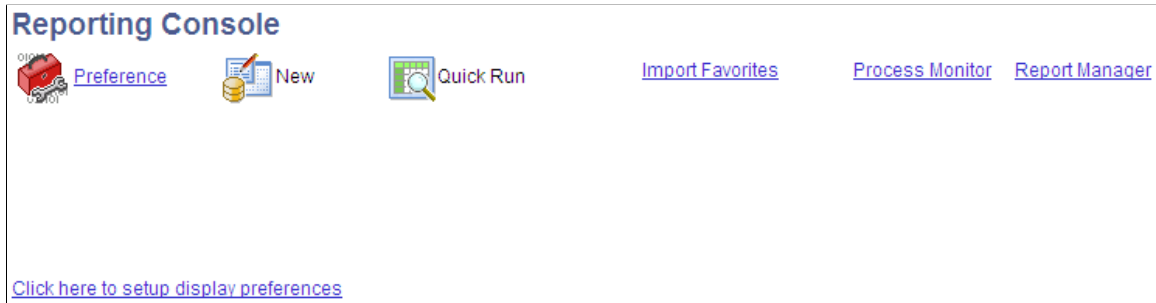 Reporting Console
Preference New Quick Run Import Favorites Process Monitor Report Manager
Click here to setup display preferences